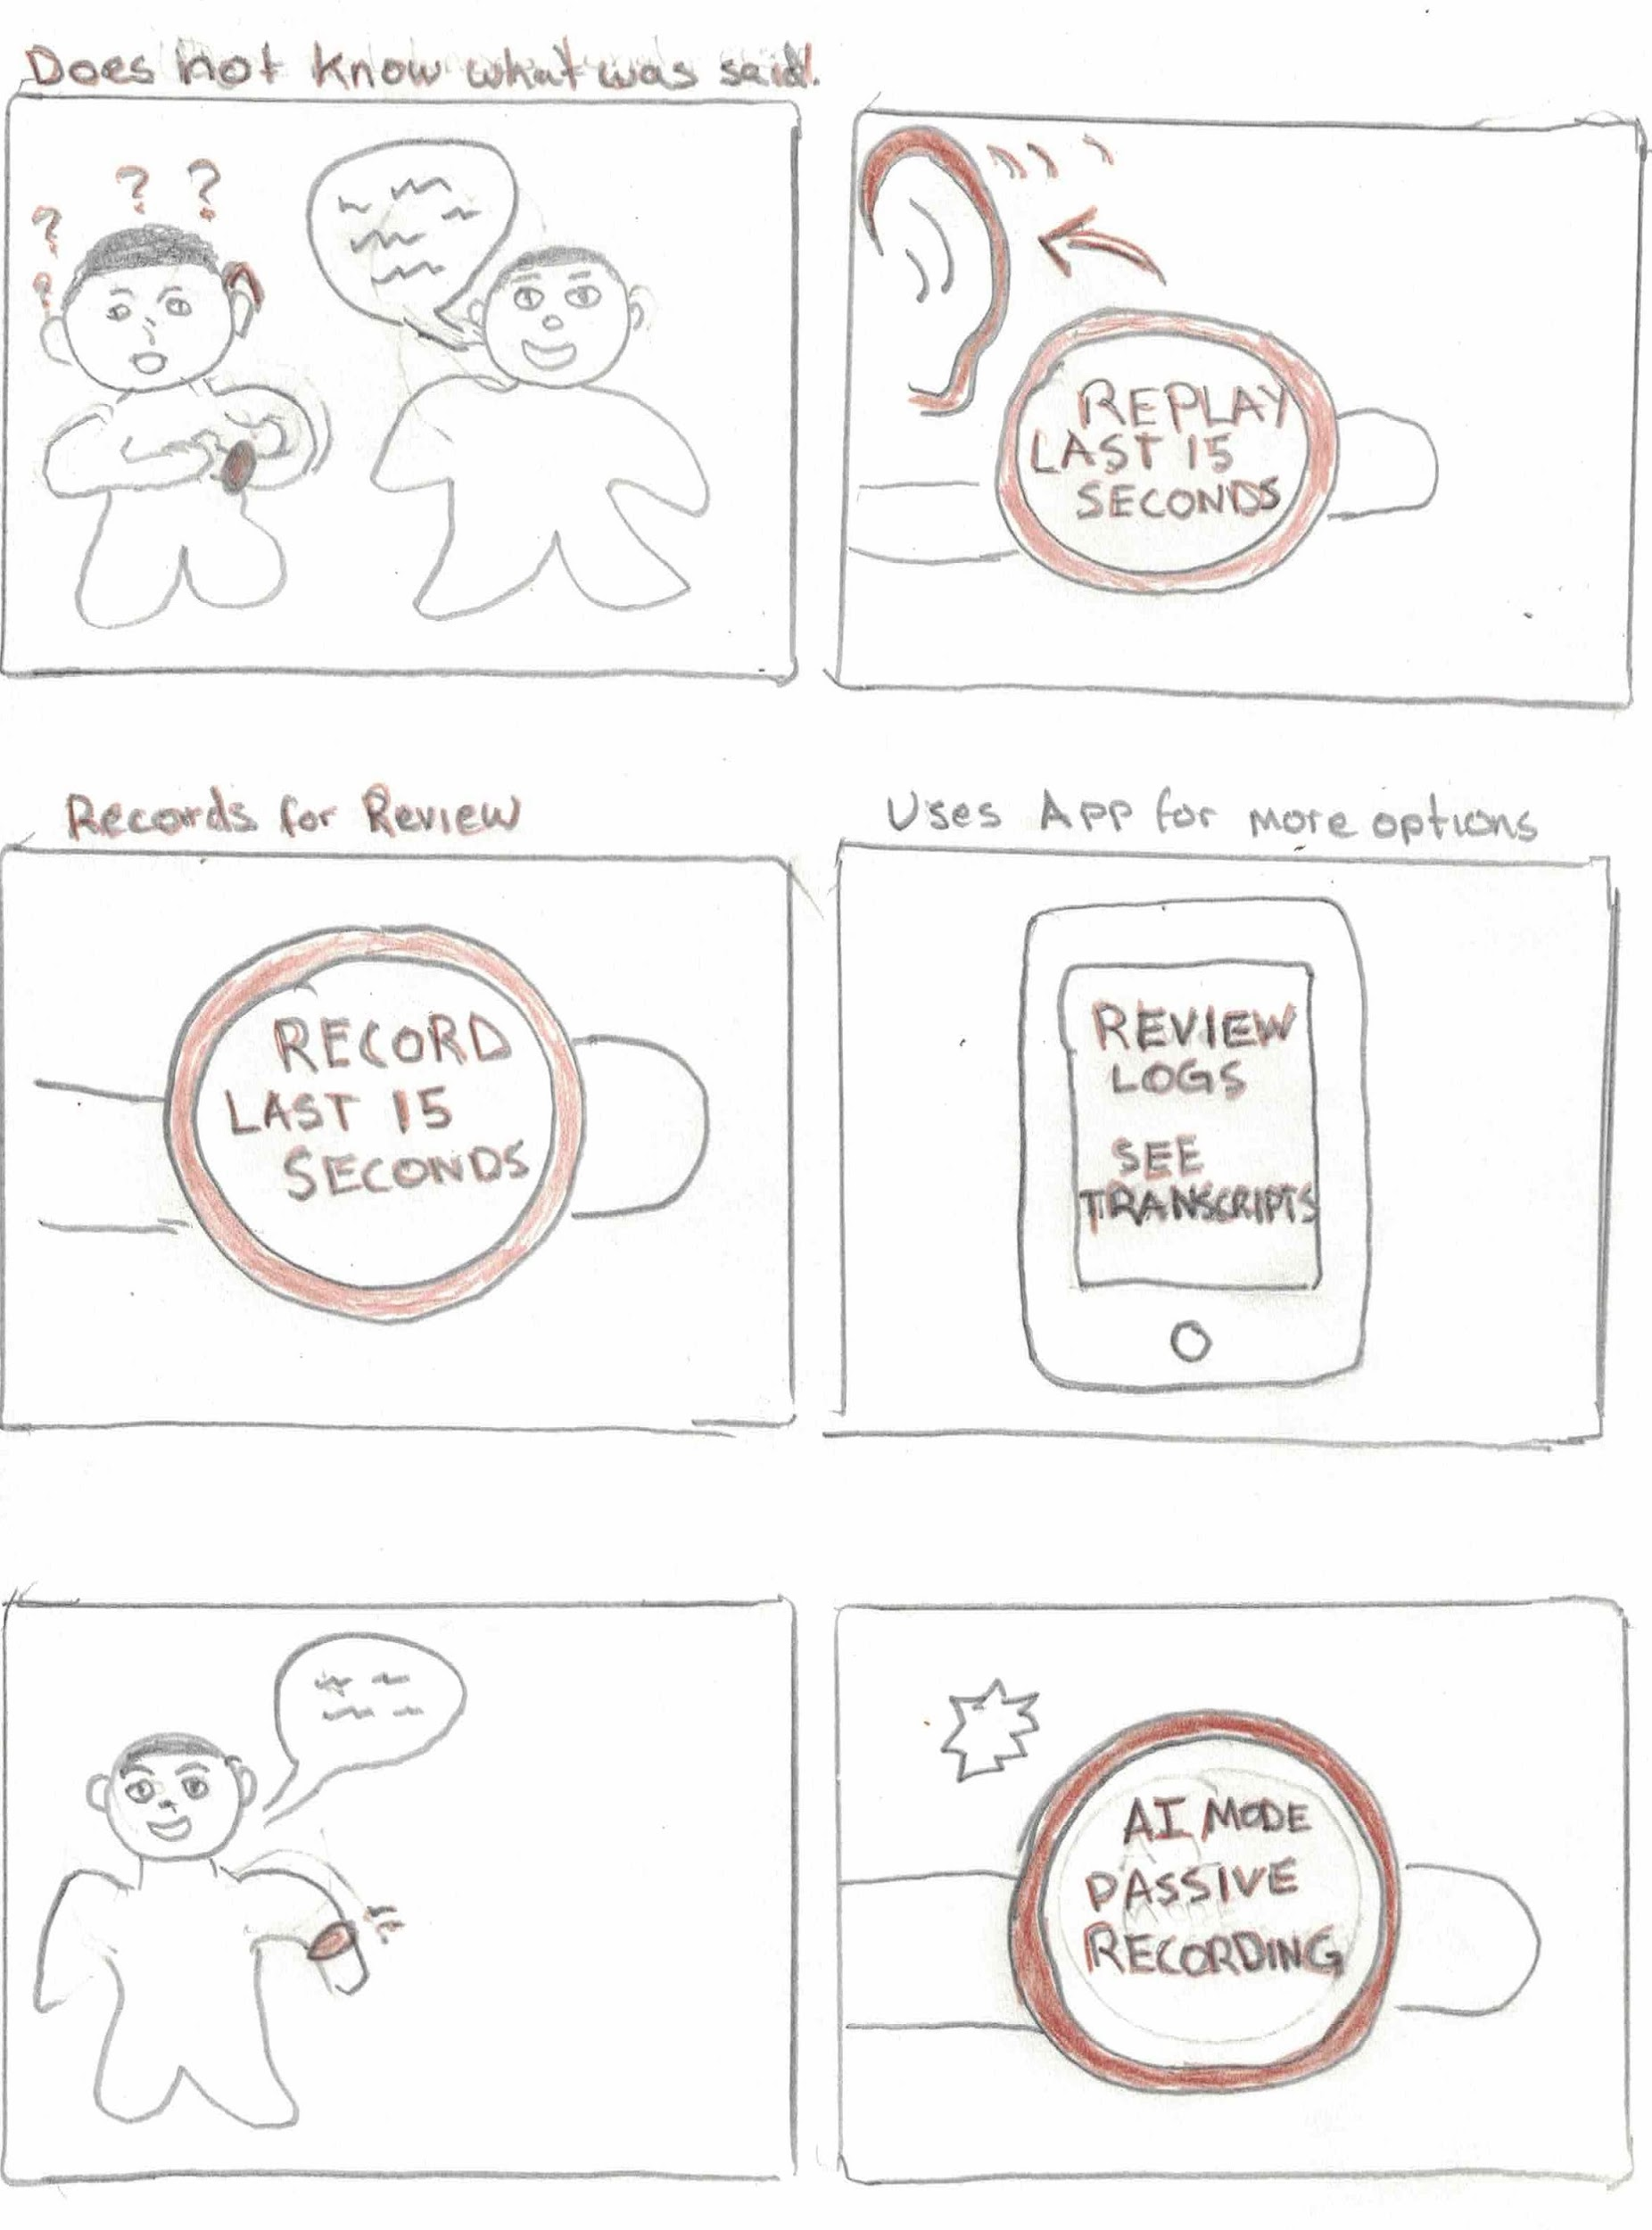 Does not know what was said.
? ? ? ?
REPLAY
LAST 15
SECONDS
Records for Review
RECORD
LAST 15
SECONDS
Uses App for more options
REVIEW
LOGS
SEE
TRANSCRIPTS
AI MODE
PASSIVE
RECORDING